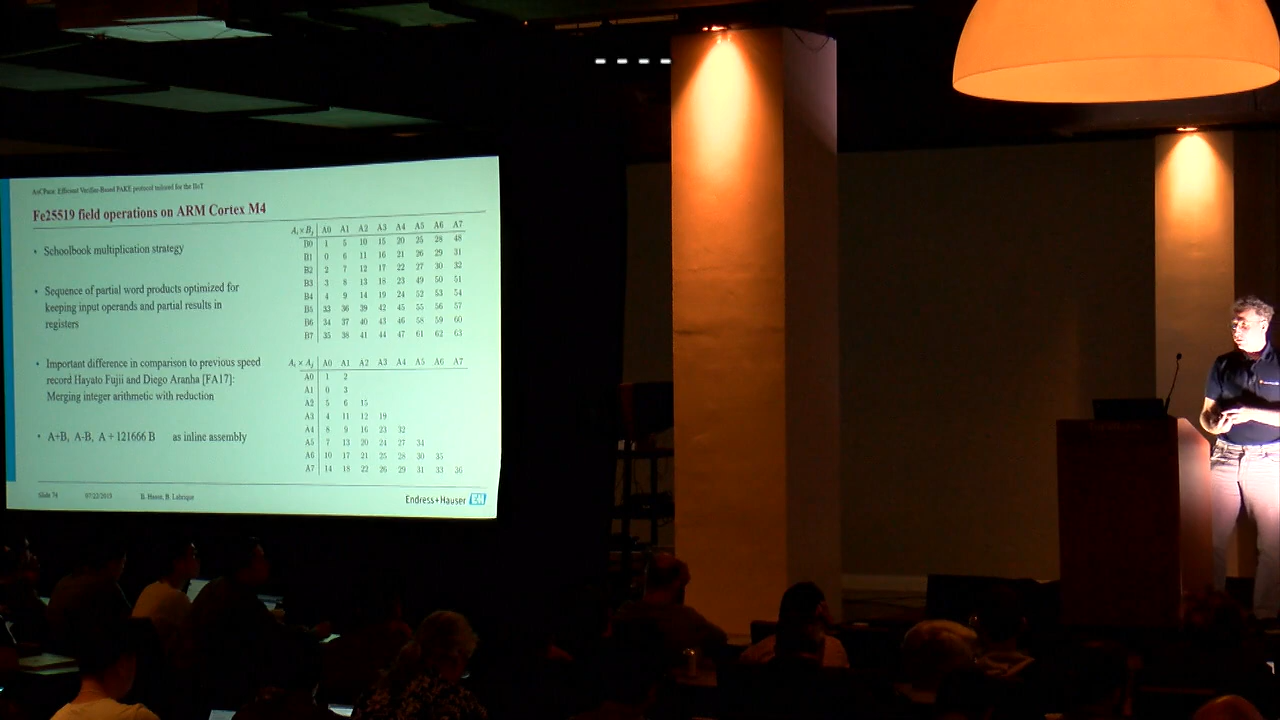 AuCPace: Efficient Verifier-Based PAKE protocol tailored for the IIoT
Fe25519 field operations on ARM Cortex M4
• Schoolbook multiplication strategy
• Sequence of partial word products optimized for
keeping input operands and partial results in
registers
• Important difference in comparison to previous speed
record Hayato Fujii and Diego Aranha [FA17]:
Merging integer arithmetic with reduction
• A+B, A-B, A + 121666 B as inline assembly
Ai × Bj A0 A1 A2 A3 A4 A5 A6 A7
B0 1 5 10 15 20 25 28 48
B1 0 6 11 16 21 26 29 31
B2 2 7 12 17 22 27 30 32
B3 3 8 13 18 23 49 50 51
B4 4 9 14 19 24 52 53 54
B5 33 36 39 42 45 55 56 57
B6 34 37 40 43 46 58 59 60
B7 35 38 41 44 47 61 62 63
Ai × Aj A0 A1 A2 A3 A4 A5 A6 A7
A0 1 2
A1 0 3
A2 5 6 15
A3 4 11 12 19
A4 8 9 16 23 32
A5 7 13 20 24 27 34
A6 10 17 21 25 28 30 35
A7 14 18 22 26 29 31 33 36
Slide 74 07/22/2019 B. Haase, B. Labrique
Endress+Hauser EH